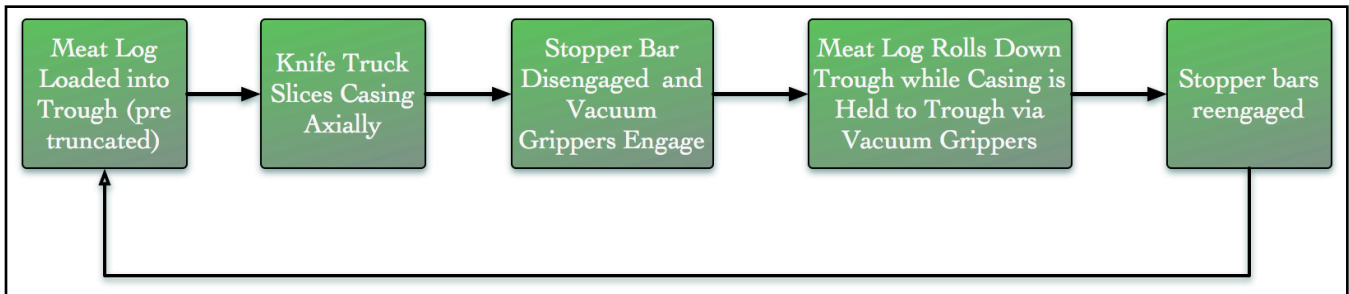 Meat Log
Loaded into
Trough (pre
truncated)
Knife Truck
Slices Casing
Axially
Stopper Bar
Disengaged and
Vacuum
Grippers Engage
Meat Log Rolls Down
Trough while Casing is
Held to Trough via
Vacuum Grippers
Stopper bars
reengaged